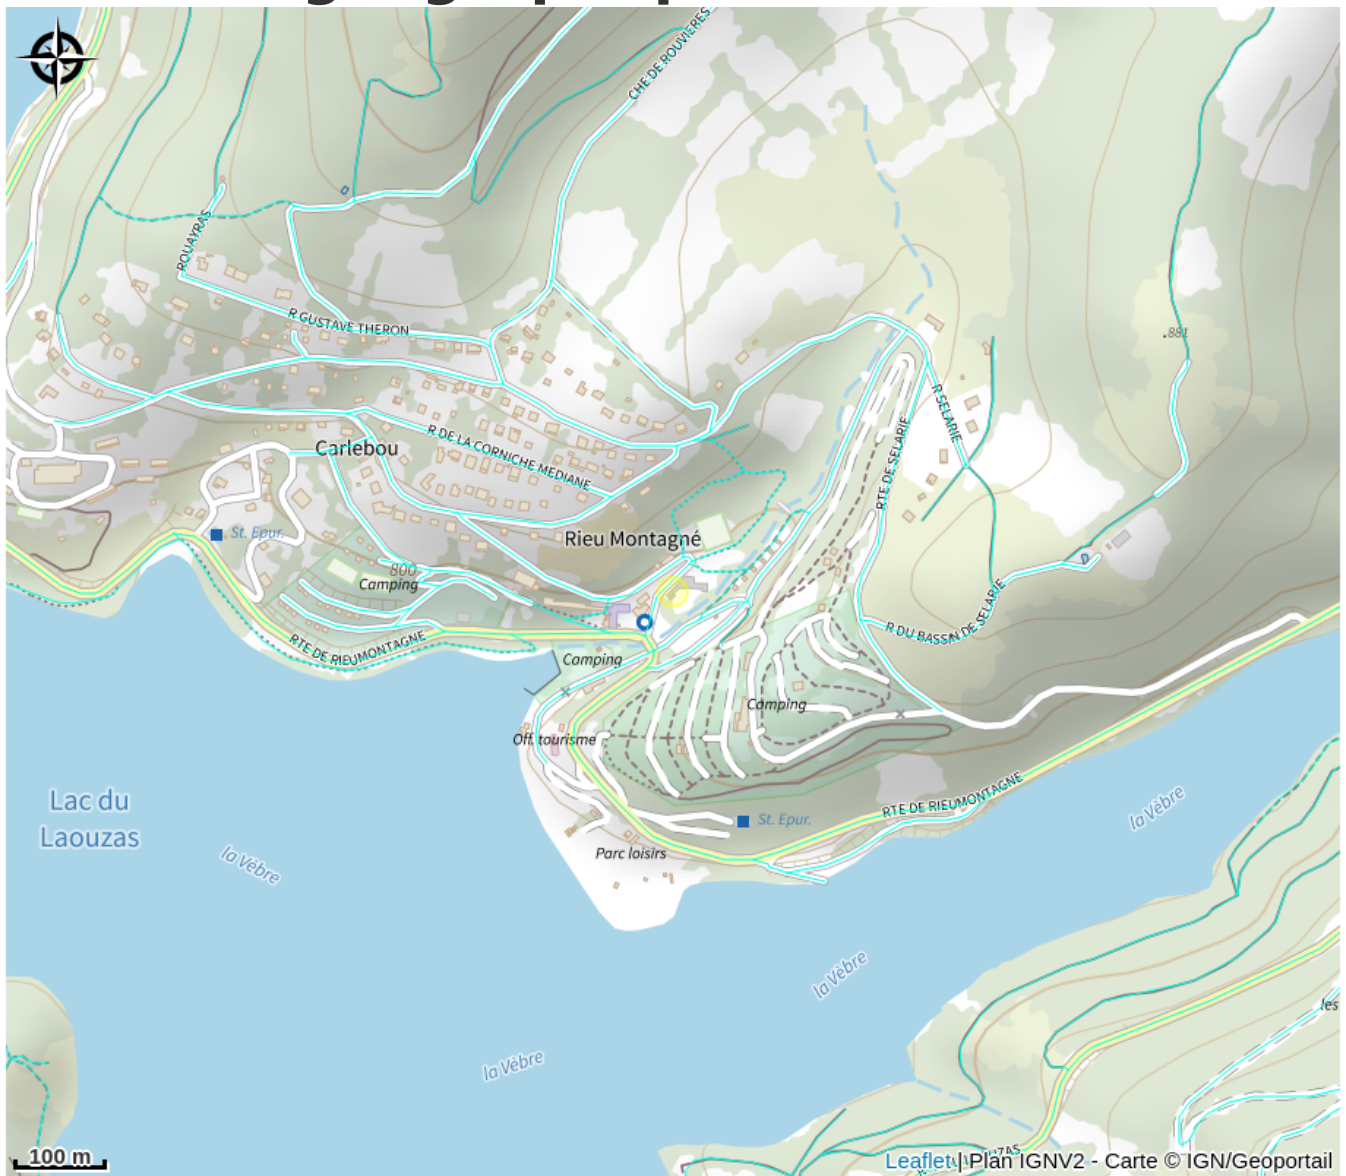 CHE DE ROUVIERES
ROUAYRAS
R GUSTAVE THERON
.881
R SELARIE
Carlebou
R DE LA CORNICHE MEDIANE
RTE DE SELARIE
St. Epur.
Rieu Montagné
800
Camping
R DU BASSIN DE SELARIE
RTE DE RIEUMONTAGNE
Camping
Camping
Off. tourisme
RTE DE RIEUMONTAGNE
Lac du
Laouzas
la Vèbre
St. Epur.
la Vèbre
Parc loisirs
la Vèbre
les
la Vèbre
100 m
Leaflet | Plan IGNV2 - Carte © IGN/Geoportail